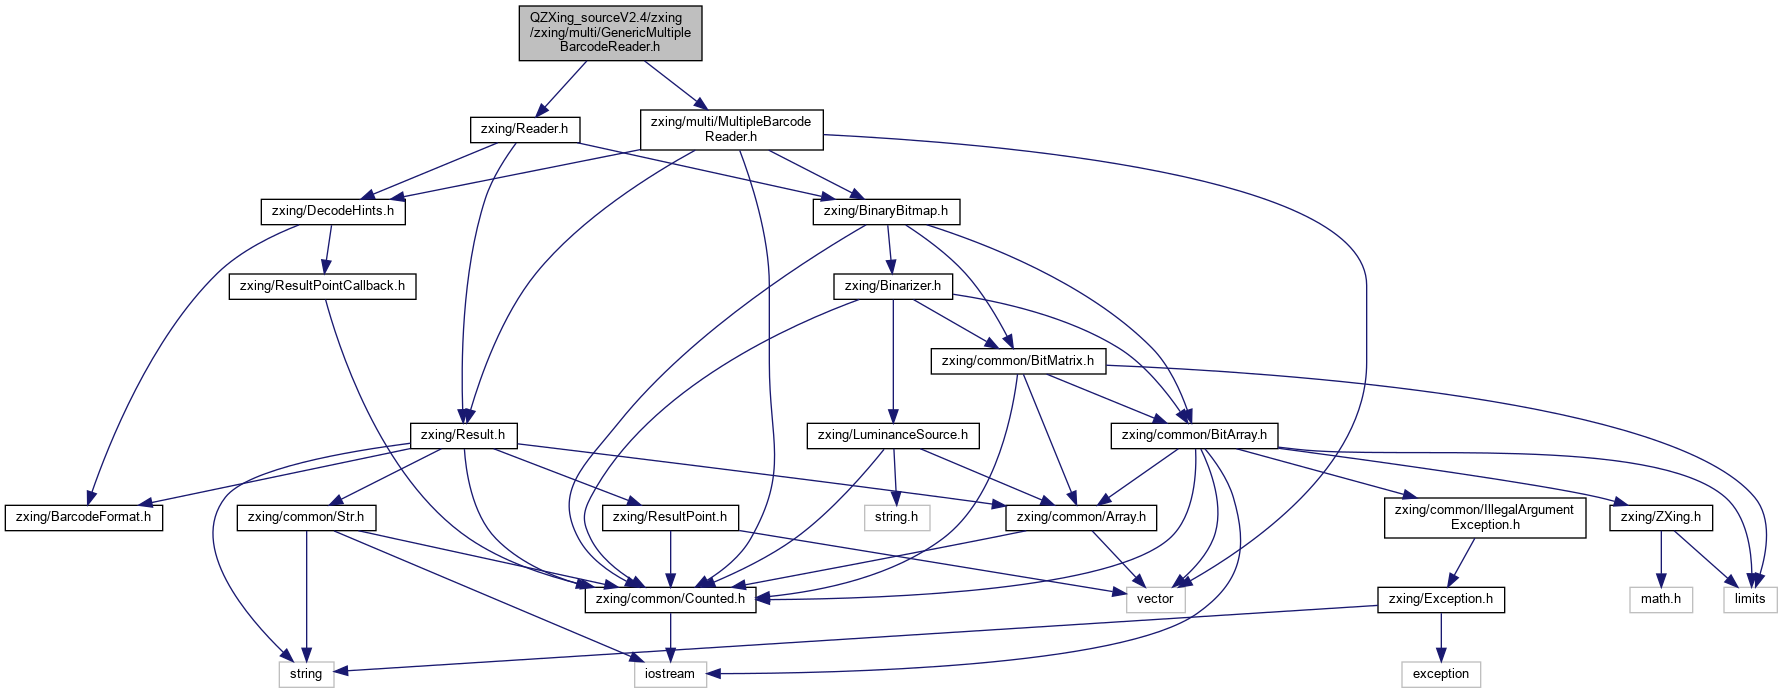 QZXing_sourceV2.4/zxing
/zxing/multi/GenericMultiple
BarcodeReader.h
zxing/Reader.h
zxing/multi/MultipleBarcode
Reader.h
zxing/DecodeHints.h
zxing/BinaryBitmap.h
zxing/ResultPointCallback.h
zxing/Binarizer.h
zxing/common/BitMatrix.h
zxing/Result.h
zxing/LuminanceSource.h
zxing/common/BitArray.h
zxing/BarcodeFormat.h
zxing/common/Str.h
zxing/ResultPoint.h
string.h
zxing/common/Array.h
zxing/common/IllegalArgument
Exception.h
zxing/ZXing.h
zxing/common/Counted.h
vector
zxing/Exception.h
math.h
limits
string
iostream
exception